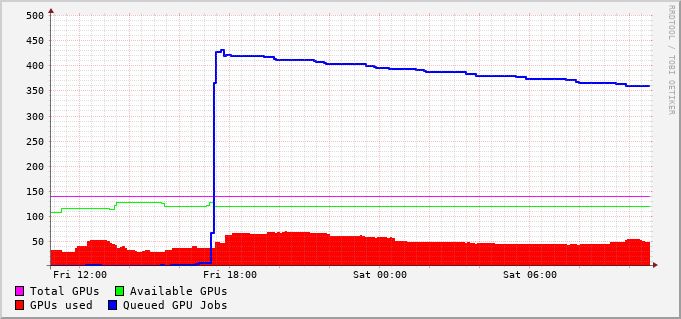 500
450
400
350
300
250
200
150
100
50
Fri 12:00 Fri 18:00 Sat 00:00 Sat 06:00
Total GPUs Available GPUs
GPUs used Queued GPU Jobs
RRDTOOL / TOBI OETIKER